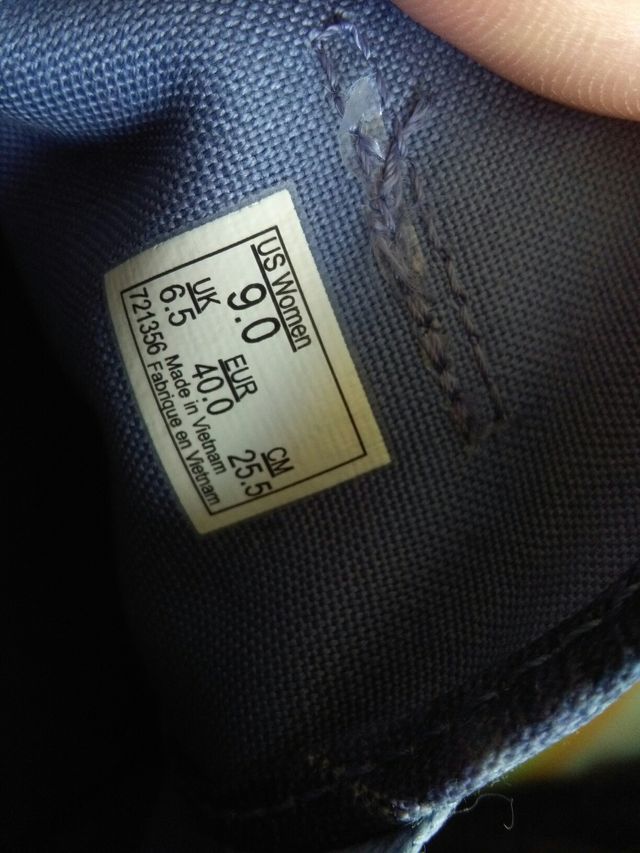 US Women
9.0
UK EUR CM
6.5 40.0 25.5
721356 Made in Vietnam
Fabrique en Vietnam